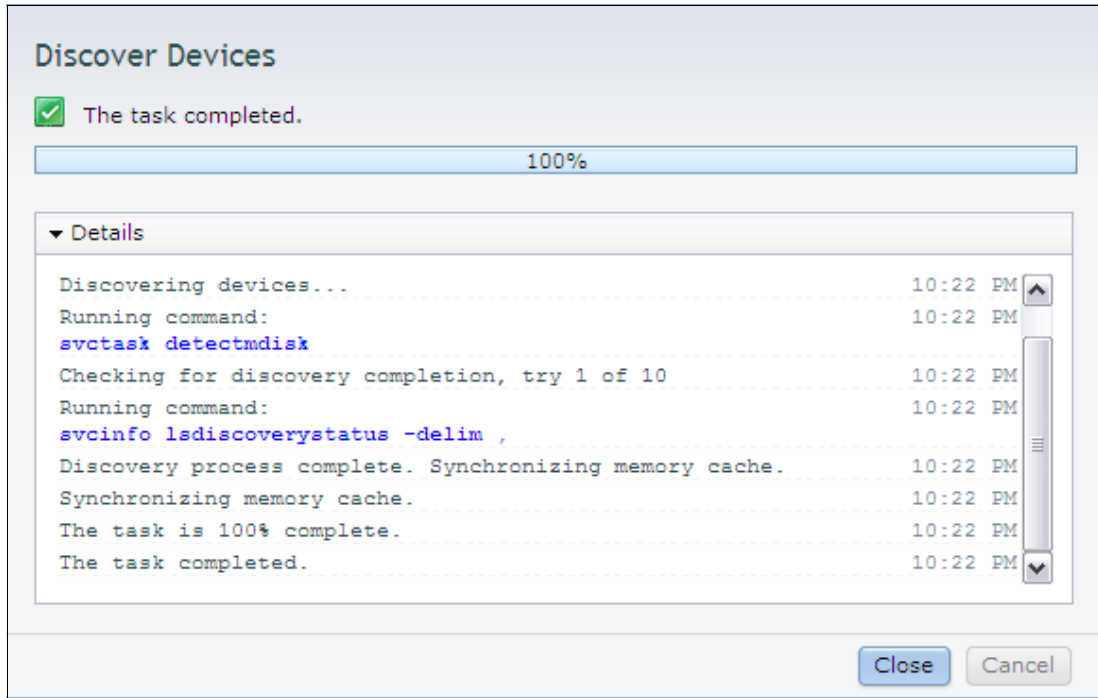 Discover Devices
The task completed.
100%
Details
Discovering devices... 10:22 PM
Running command: 10:22 PM
svctask detectmdisk
Checking for discovery completion, try 1 of 10 10:22 PM
Running command: 10:22 PM
svcinfo lsdiscoverystatus -delim ,
Discovery process complete. Synchronizing memory cache. 10:22 PM
Synchronizing memory cache. 10:22 PM
The task is 100% complete. 10:22 PM
The task completed. 10:22 PM
Close Cancel